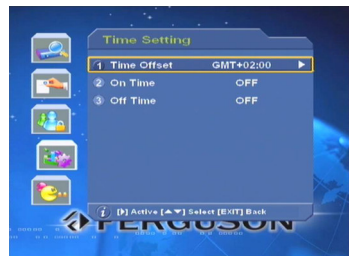 Time Setting
1 Time Offset GMT+02:00
2 On Time OFF
3 Off Time OFF
i [▶] Active [▲▼] Select [EXIT] Back
FERGUSON